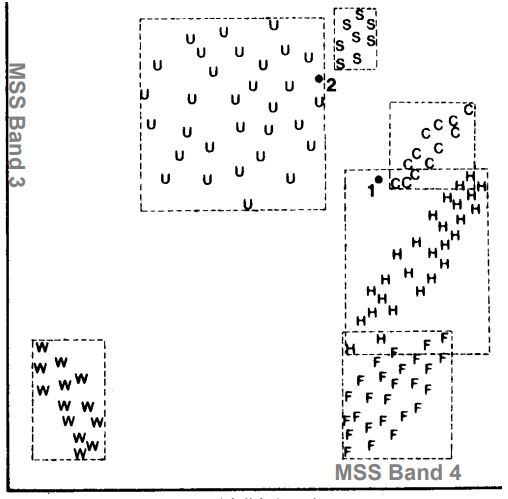 S
U S S
U U S S
U U U S
U S S
U U U
U U 2
U U U U U C
U U U U U C C C
C C
U U C
U U C C
U C C
U U U C H
1 C C H H
H H
U H H
H H
H H
H H
H H
H H
H H
H H
H H
H H
H
W H F
H F
W W F F F
F F
W W F F F
W F F F
F F F
W W F
W W F F F
W F F
W F
W F
MSS Band 3
MSS Band 4